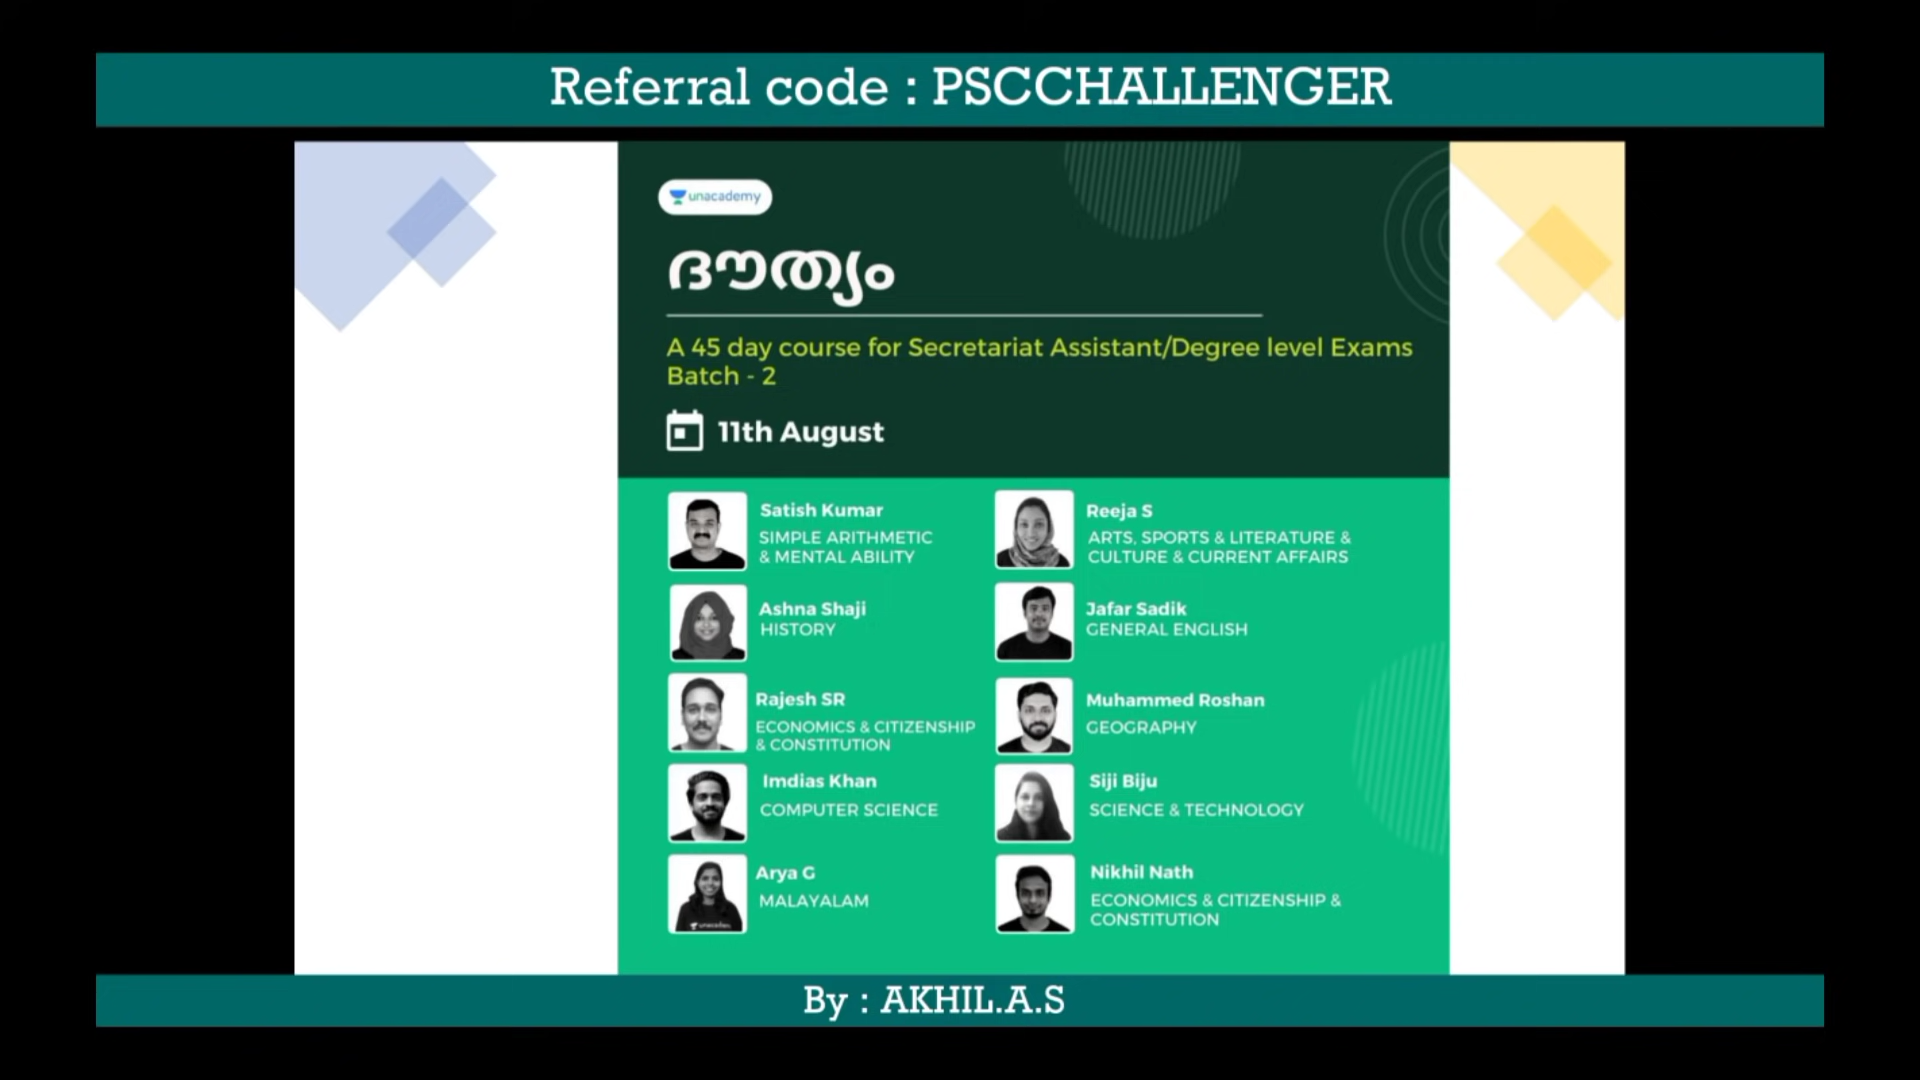 Referral code : PSCCHALLENGER
unacademy
ദൗത്യം
A 45 day course for Secretariat Assistant/Degree level Exams
Batch - 2
11th August
Satish Kumar
SIMPLE ARITHMETIC
& MENTAL ABILITY
Reeja S
ARTS, SPORTS & LITERATURE &
CULTURE & CURRENT AFFAIRS
Ashna Shaji
HISTORY
Jafar Sadik
GENERAL ENGLISH
Rajesh SR
ECONOMICS & CITIZENSHIP
& CONSTITUTION
Muhammed Roshan
GEOGRAPHY
Imdias Khan
COMPUTER SCIENCE
Siji Biju
SCIENCE & TECHNOLOGY
Arya G
MALAYALAM
Nikhil Nath
ECONOMICS & CITIZENSHIP &
CONSTITUTION
By : AKHIL.A.S